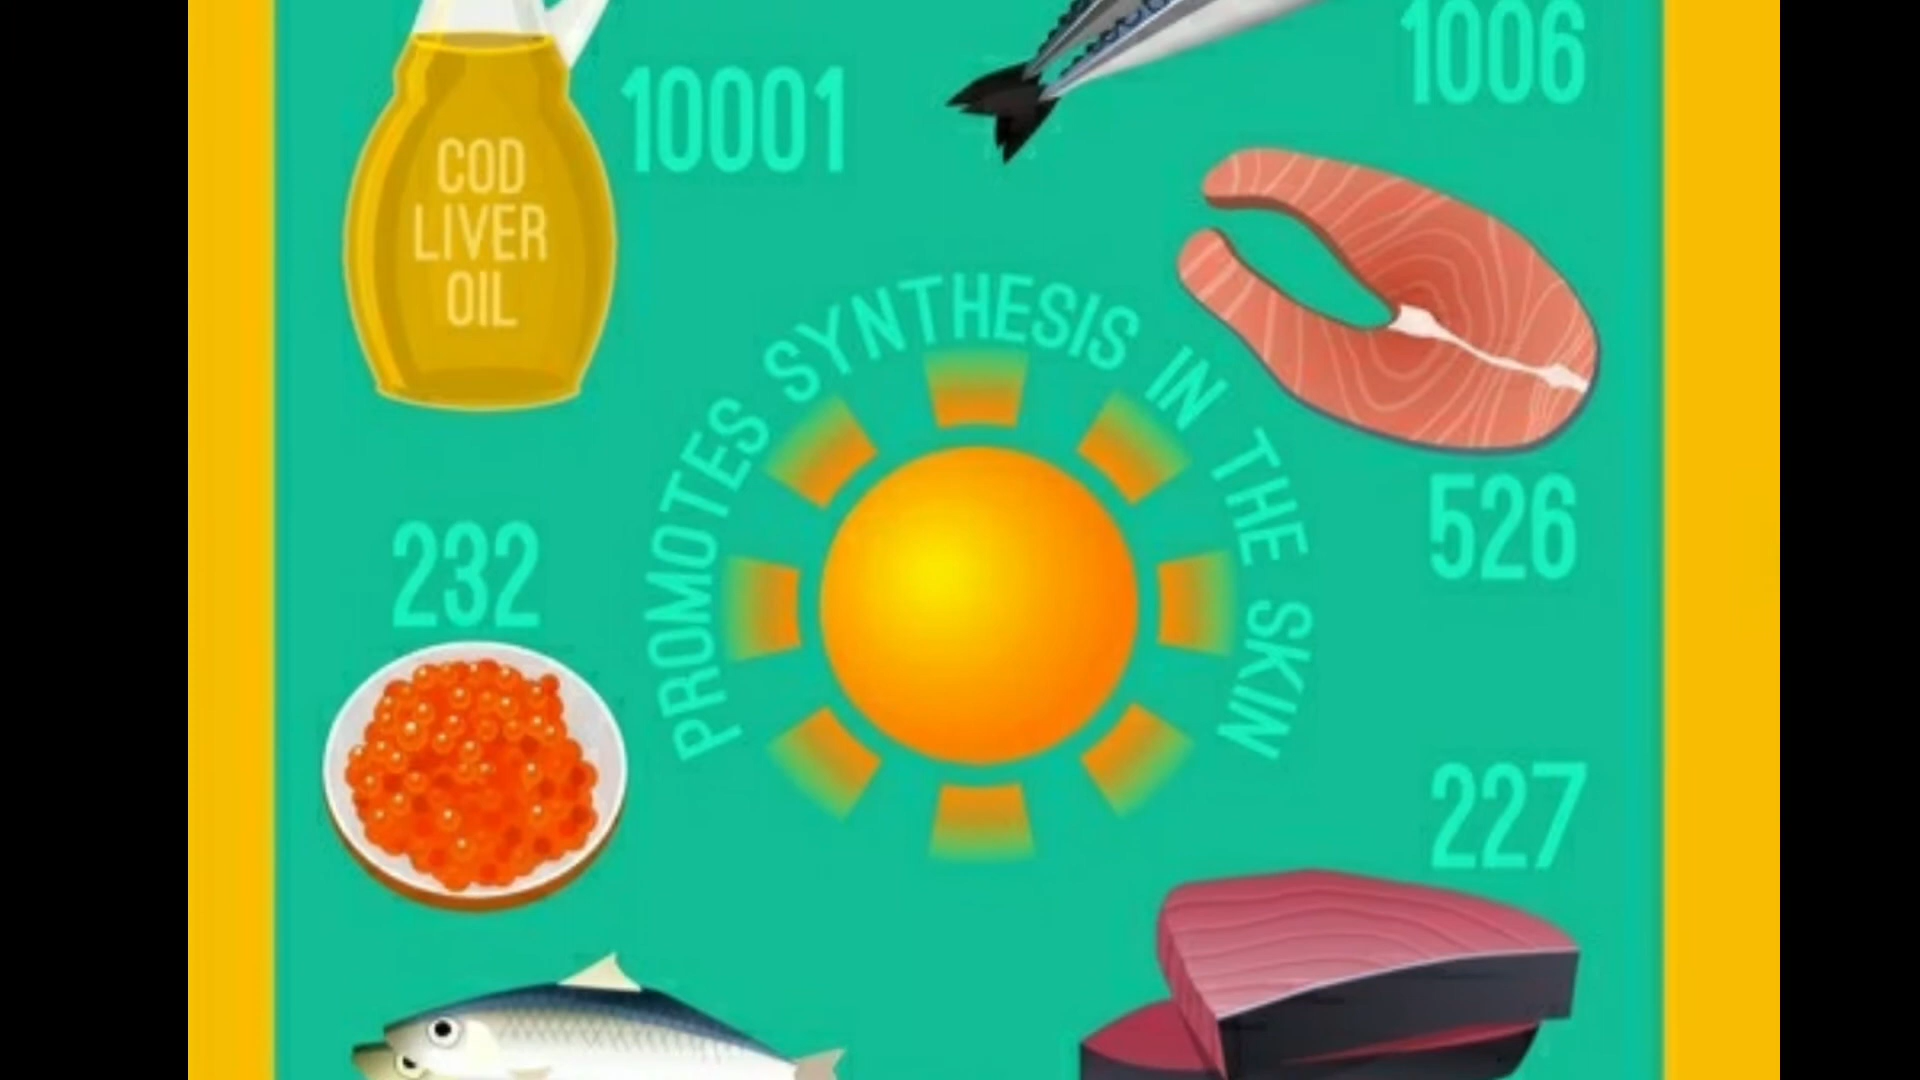 1006
10001
COD
LIVER
OIL
PROMOTES SYNTHESIS IN THE SKIN
526
232
227